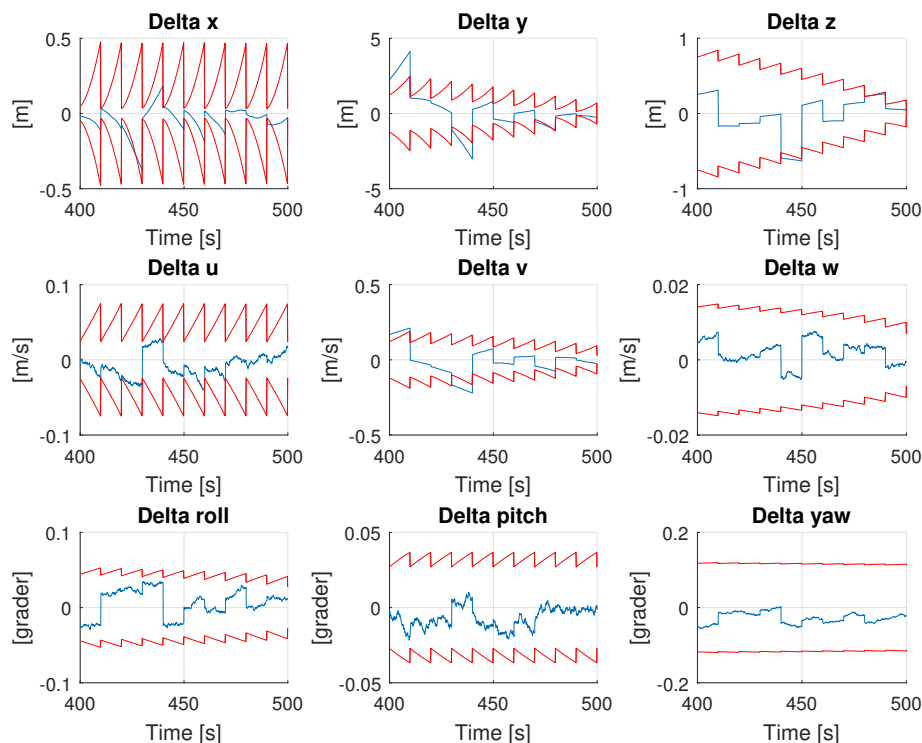 Delta x
Delta y
Delta z
0.5
0
-0.5
[m]
400
450
500
Time [s]
5
0
-5
[m]
400
450
500
Time [s]
1
0
-1
[m]
400
450
500
Time [s]
Delta u
Delta v
Delta w
0.1
0
-0.1
[m/s]
400
450
500
Time [s]
0.5
0
-0.5
[m/s]
400
450
500
Time [s]
0.02
0
-0.02
[m/s]
400
450
500
Time [s]
Delta roll
Delta pitch
Delta yaw
0.1
0
-0.1
[grader]
400
450
500
Time [s]
0.05
0
-0.05
[grader]
400
450
500
Time [s]
0.2
0
-0.2
[grader]
400
450
500
Time [s]